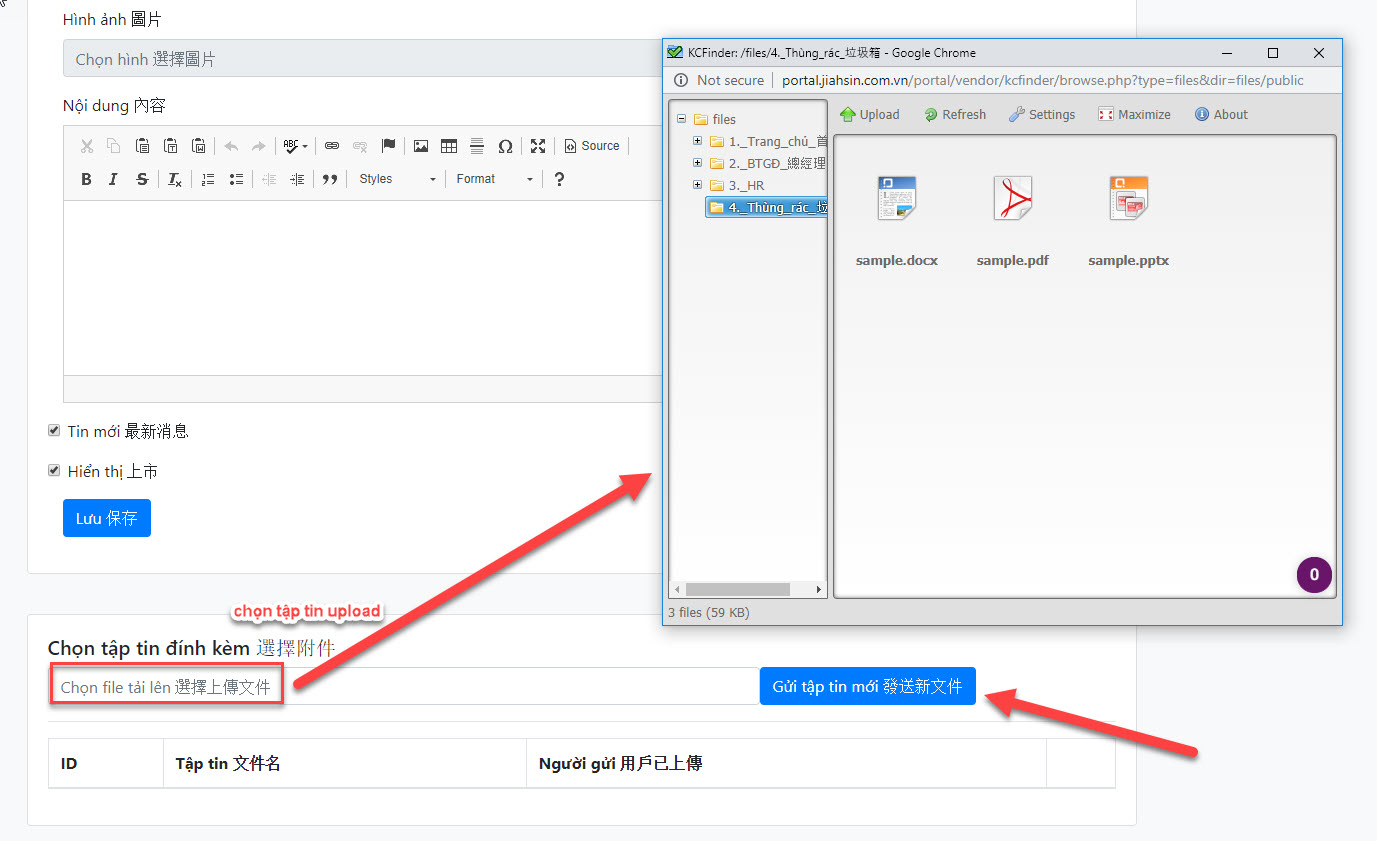 Hình ảnh 圖片
Chọn hình 選擇圖片
Nội dung 內容
ABC
Source
B I S Ix
Styles
Format
?
Tin mới 最新消息
Hiển thị 上市
Lưu 保存
KCFinder: /files/4._Thùng_rác_垃圾箱 - Google Chrome
Not secure | portal.jiahsin.com.vn/portal/vendor/kcfinder/browse.php?type=files&dir=files/public
files
1._Trang_chủ_首
2._BTGĐ_總經理
3._HR
4._Thùng_rác_垃
Upload
Refresh
Settings
Maximize
About
sample.docx
sample.pdf
sample.pptx
0
3 files (59 KB)
chọn tập tin upload
Chọn tập tin đính kèm 選擇附件
Chọn file tải lên 選擇上傳文件
Gửi tập tin mới 發送新文件
ID
Tập tin 文件名
Người gửi 用戶已上傳